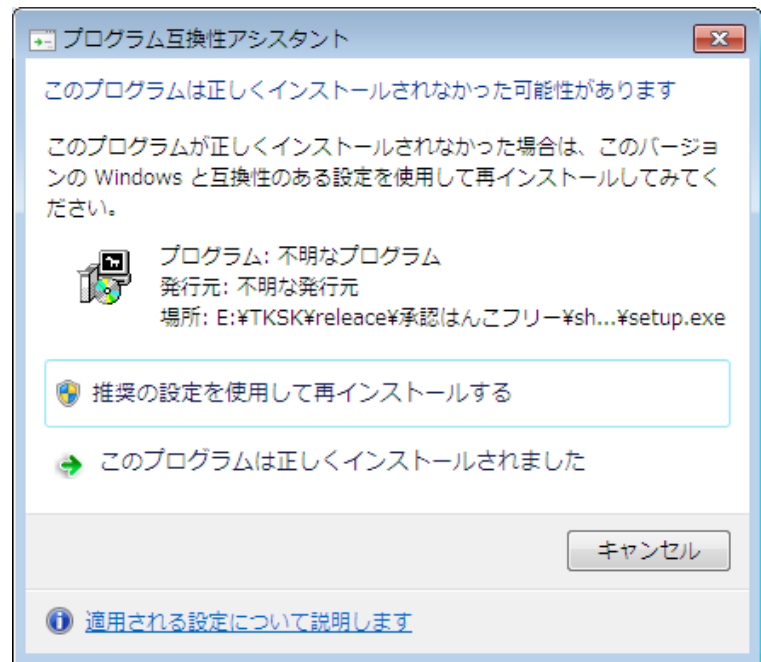 プログラム互換性アシスタント
このプログラムは正しくインストールされなかった可能性があります
このプログラムが正しくインストールされなかった場合は、このバージョ
ンの Windows と互換性のある設定を使用して再インストールしてみてく
ださい。
プログラム: 不明なプログラム
発行元: 不明な発行元
場所: E:¥TKSK¥releace¥承認はんこフリー¥sh...¥setup.exe
推奨の設定を使用して再インストールする
このプログラムは正しくインストールされました
キャンセル
適用される設定について説明します